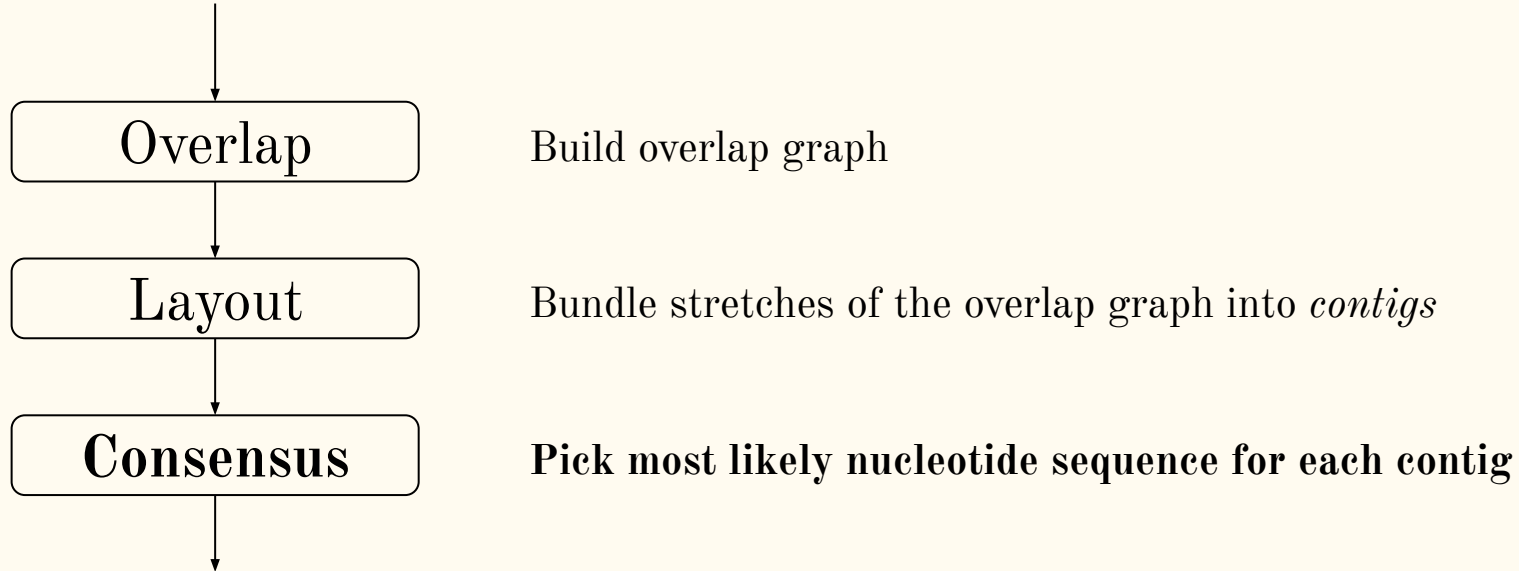 Overlap
Build overlap graph
Layout
Bundle stretches of the overlap graph into contigs
Consensus
Pick most likely nucleotide sequence for each contig